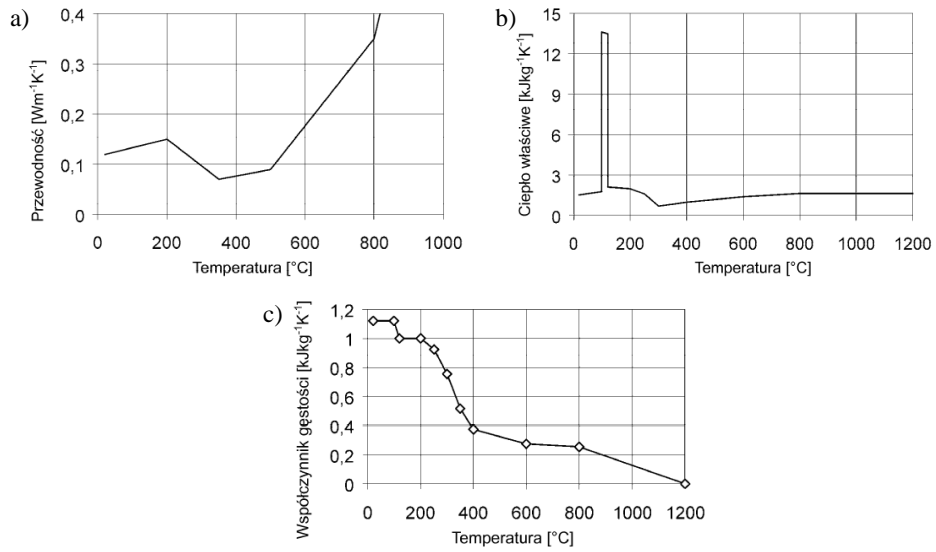 a)
Przewodność [Wm⁻¹K⁻¹]
0,4
0,3
0,2
0,1
0
0 200 400 600 800 1000
Temperatura [°C]
b)
Ciepło właściwe [kJkg⁻¹K⁻¹]
15
12
9
6
3
0
0 200 400 600 800 1000 1200
Temperatura [°C]
c)
Współczynnik gęstości [kJkg⁻¹K⁻¹]
1,2
1
0,8
0,6
0,4
0,2
0
0 200 400 600 800 1000 1200
Temperatura [°C]